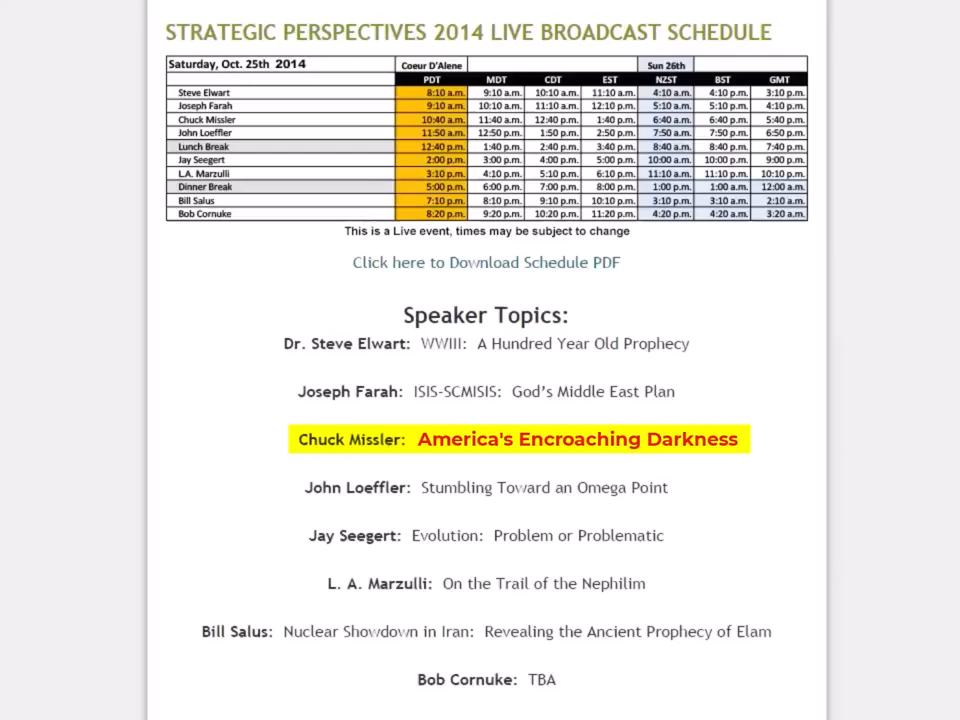 STRATEGIC PERSPECTIVES 2014 LIVE BROADCAST SCHEDULE
Saturday, Oct. 25th 2014 Coeur D'Alene Sun 26th
PDT MDT CDT EST NZST BST GMT
Steve Elwart 8:10 a.m. 9:10 a.m. 10:10 a.m. 11:10 a.m. 4:10 a.m. 4:10 p.m. 3:10 p.m.
Joseph Farah 9:10 a.m. 10:10 a.m. 11:10 a.m. 12:10 p.m. 5:10 a.m. 5:10 p.m. 4:10 p.m.
Chuck Missler 10:40 a.m. 11:40 a.m. 12:40 p.m. 1:40 p.m. 6:40 a.m. 6:40 p.m. 5:40 p.m.
John Loeffler 11:50 a.m. 12:50 p.m. 1:50 p.m. 2:50 p.m. 7:50 a.m. 7:50 p.m. 6:50 p.m.
Lunch Break 12:40 p.m. 1:40 p.m. 2:40 p.m. 3:40 p.m. 8:40 a.m. 8:40 p.m. 7:40 p.m.
Jay Seegert 2:00 p.m. 3:00 p.m. 4:00 p.m. 5:00 p.m. 10:00 a.m. 10:00 p.m. 9:00 p.m.
L.A. Marzulli 3:10 p.m. 4:10 p.m. 5:10 p.m. 6:10 p.m. 11:10 a.m. 11:10 p.m. 10:10 p.m.
Dinner Break 5:00 p.m. 6:00 p.m. 7:00 p.m. 8:00 p.m. 1:00 p.m. 1:00 a.m. 12:00 a.m.
Bill Salus 7:10 p.m. 8:10 p.m. 9:10 p.m. 10:10 p.m. 3:10 p.m. 3:10 a.m. 2:10 a.m.
Bob Cornuke 8:20 p.m. 9:20 p.m. 10:20 p.m. 11:20 p.m. 4:20 p.m. 4:20 a.m. 3:20 a.m.
This is a Live event, times may be subject to change
Click here to Download Schedule PDF
Speaker Topics:
Dr. Steve Elwart: WWIII: A Hundred Year Old Prophecy
Joseph Farah: ISIS-SCMISIS: God's Middle East Plan
Chuck Missler: America's Encroaching Darkness
John Loeffler: Stumbling Toward an Omega Point
Jay Seegert: Evolution: Problem or Problematic
L. A. Marzulli: On the Trail of the Nephilim
Bill Salus: Nuclear Showdown in Iran: Revealing the Ancient Prophecy of Elam
Bob Cornuke: TBA